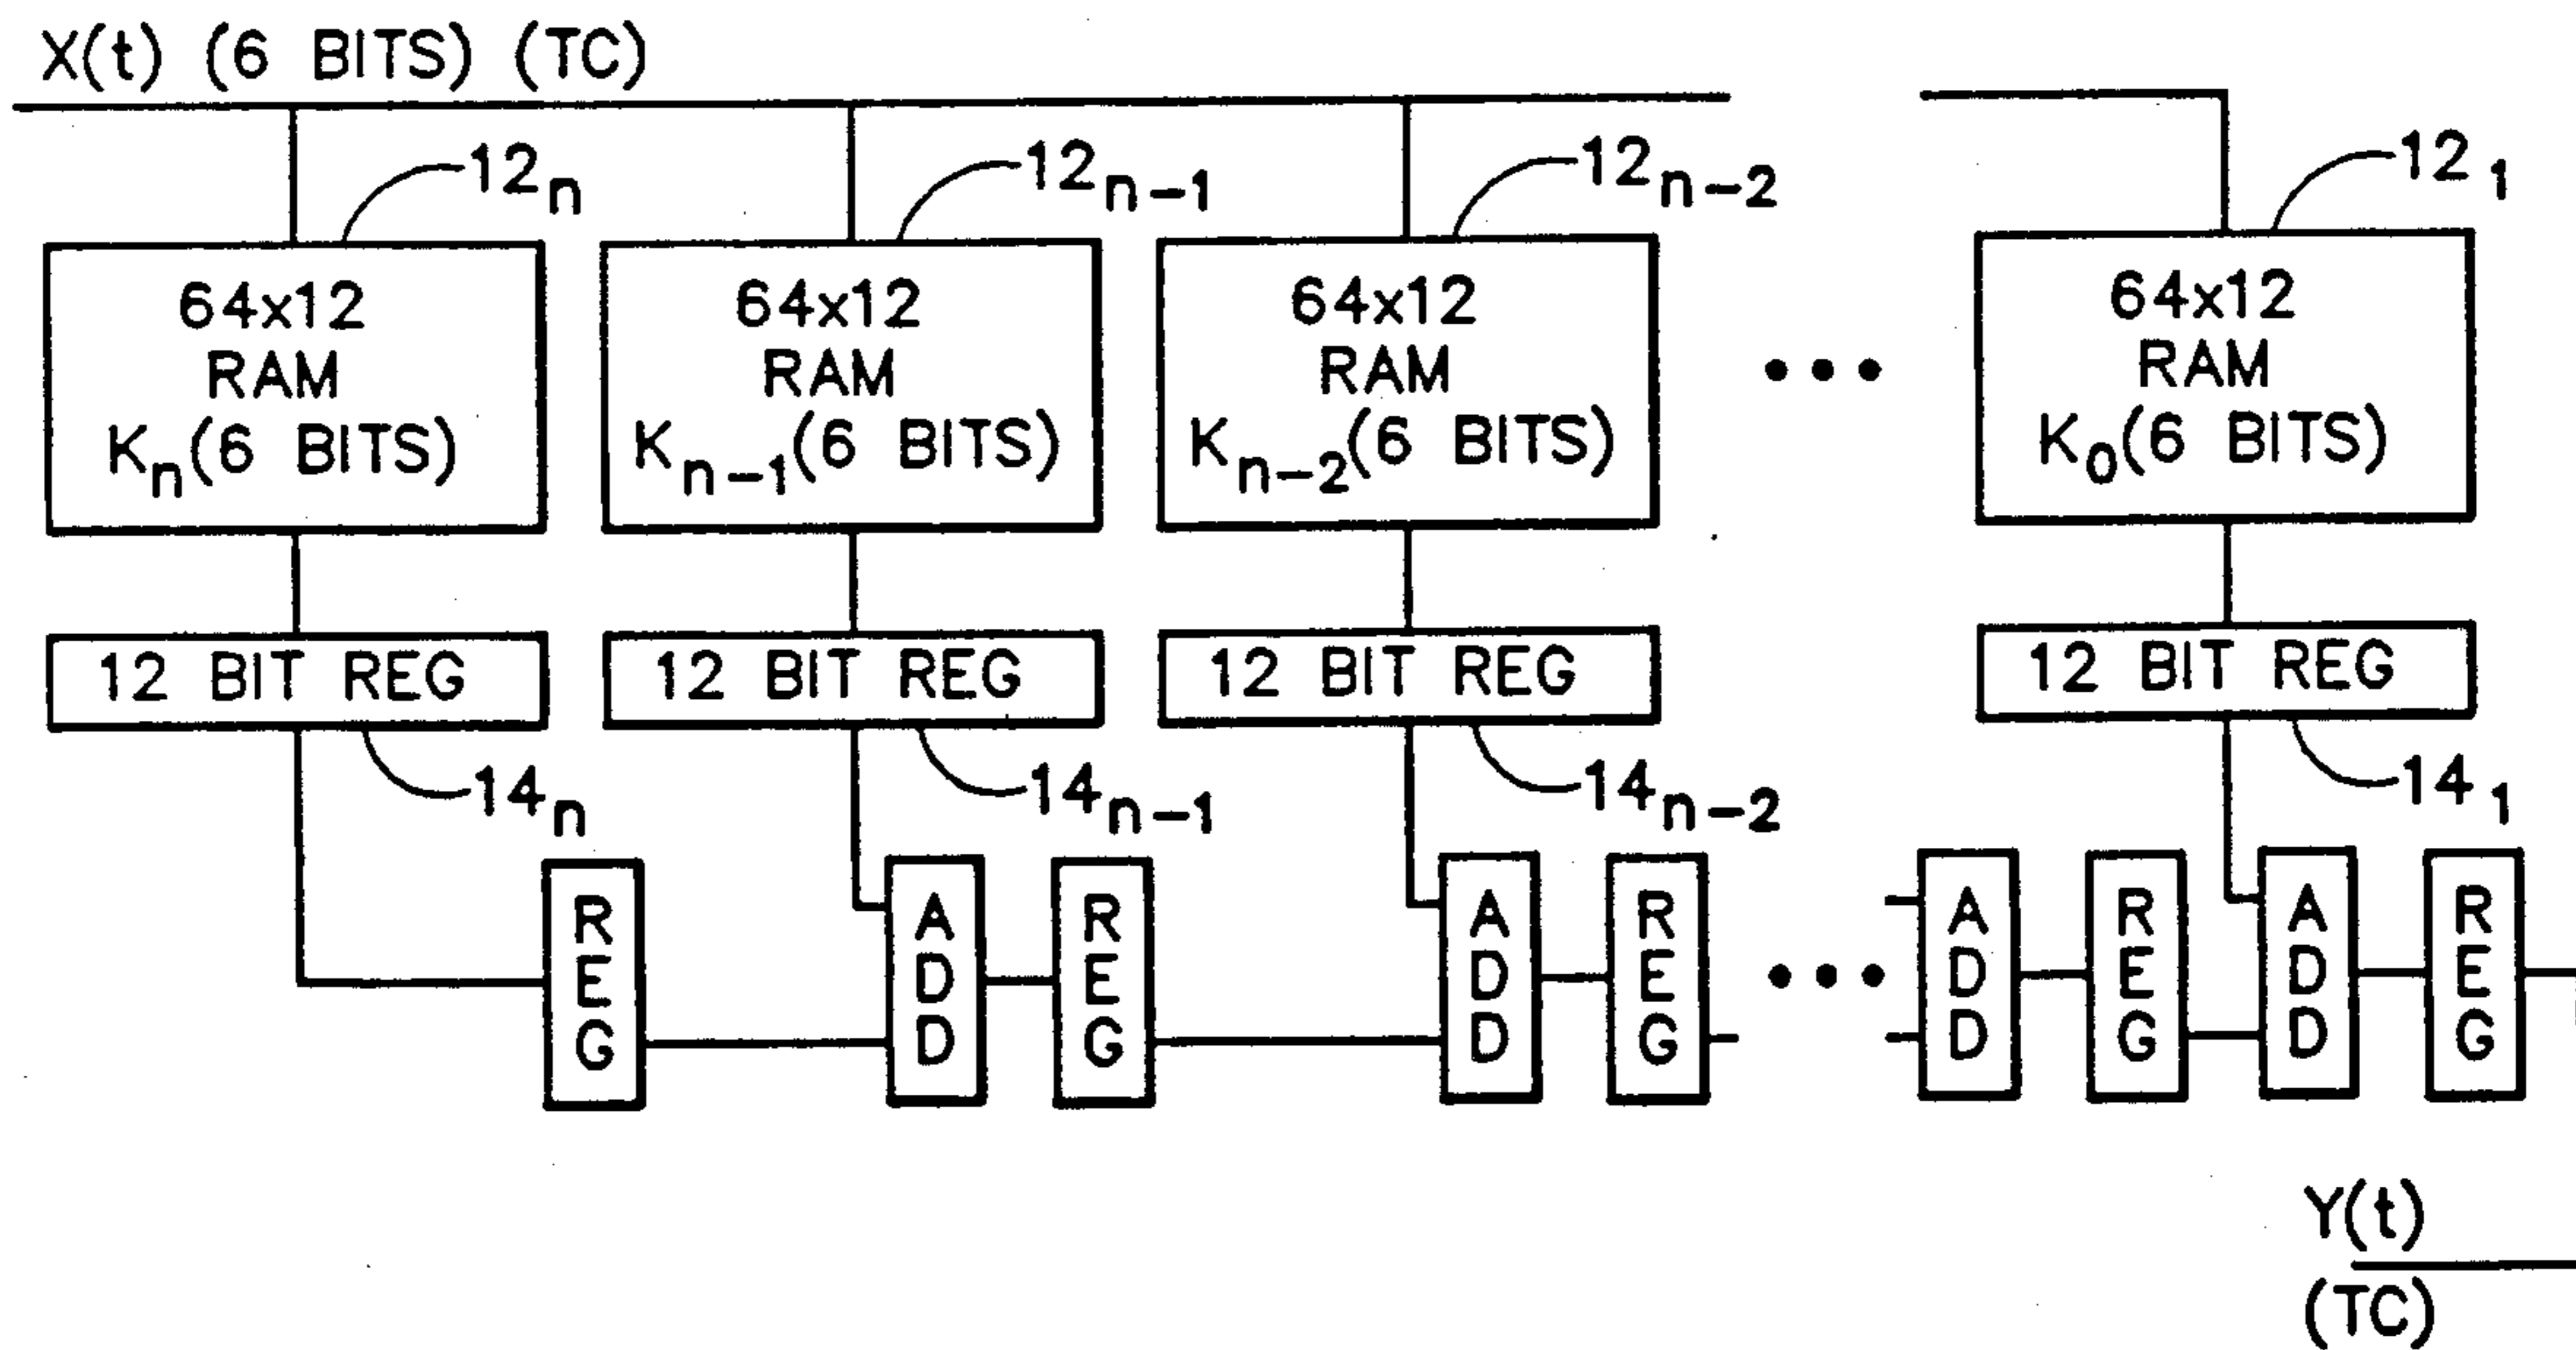 X(t) (6 BITS) (TC)
12n
12n-1
12n-2
121
64x12
RAM
Kn(6 BITS)
64x12
RAM
Kn-1(6 BITS)
64x12
RAM
Kn-2(6 BITS)
64x12
RAM
K0(6 BITS)
12 BIT REG
12 BIT REG
12 BIT REG
12 BIT REG
14n
14n-1
14n-2
141
REG
ADD
REG
ADD
REG
ADD
REG
ADD
REG
Y(t)
(TC)